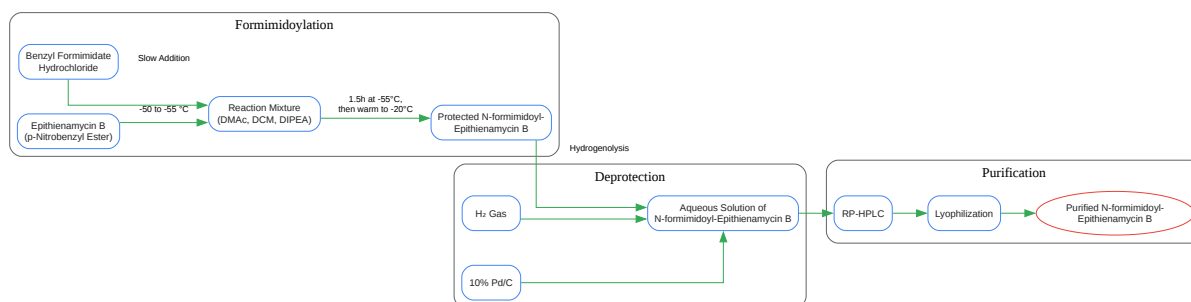 Formimidoylation
Benzyl Formimidate
Hydrochloride
Slow Addition
Epithienamycin B
(p-Nitrobenzyl Ester)
-50 to -55 °C
Reaction Mixture
(DMAc, DCM, DIPEA)
1.5h at -55°C,
then warm to -20°C
Protected N-formimidoyl-
Epithienamycin B
Hydrogenolysis
Deprotection
H₂ Gas
10% Pd/C
Aqueous Solution of
N-formimidoyl-Epithienamycin B
Purification
RP-HPLC
Lyophilization
Purified N-formimidoyl-
Epithienamycin B